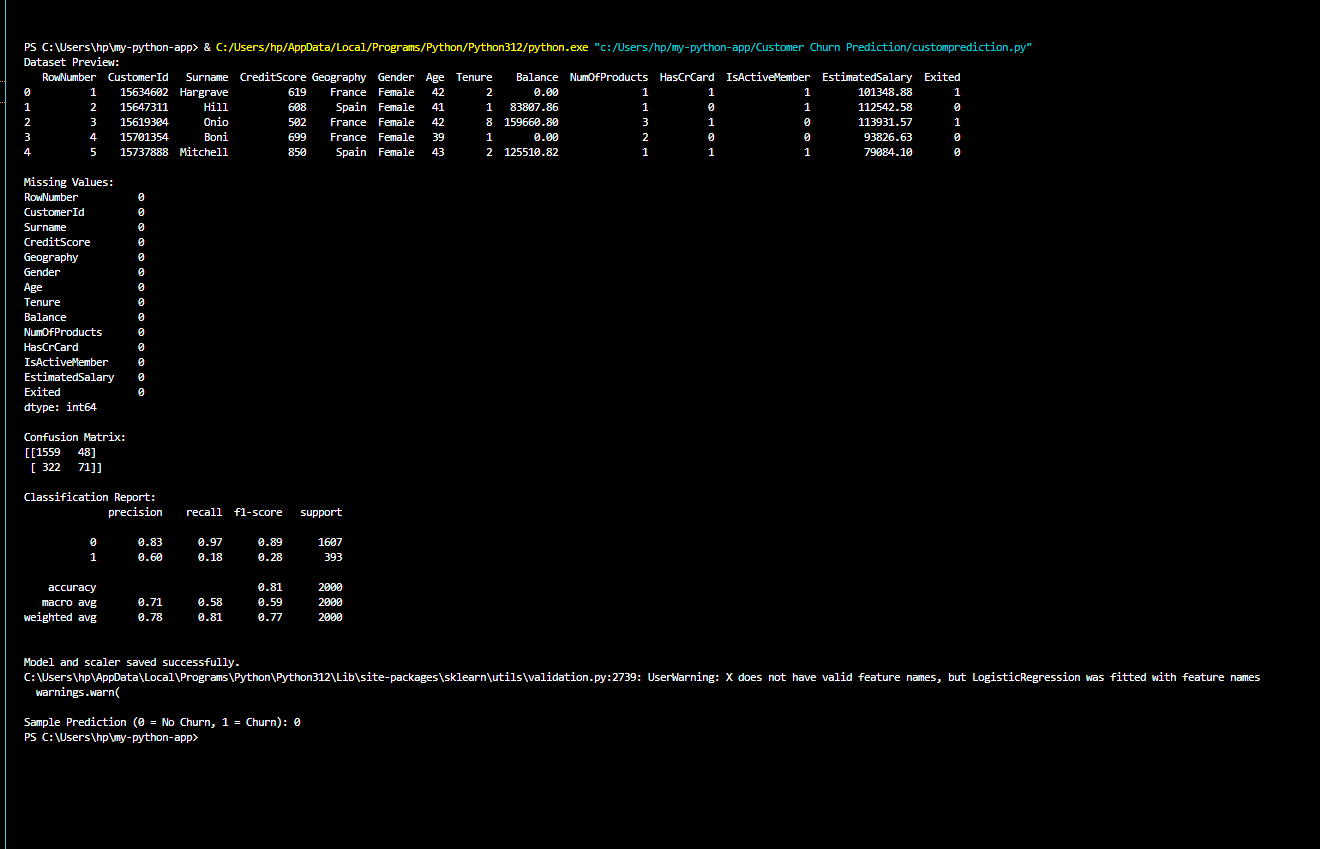 PS C:\Users\hp\my-python-app> & C:/Users/hp/AppData/Local/Programs/Python/Python312/python.exe "c:/Users/hp/my-python-app/Customer Churn Prediction/customprediction.py"
Dataset Preview:
   RowNumber  CustomerId   Surname  CreditScore Geography  Gender  Age  Tenure    Balance  NumOfProducts  HasCrCard  IsActiveMember  EstimatedSalary  Exited
0          1    15634602  Hargrave          619    France  Female   42       2       0.00              1          1               1        101348.88       1
1          2    15647311      Hill          608     Spain  Female   41       1   83807.86              1          0               1        112542.58       0
2          3    15619304      Onio          502    France  Female   42       8  159660.80              3          1               0        113931.57       1
3          4    15701354      Boni          699    France  Female   39       1       0.00              2          0               0         93826.63       0
4          5    15737888  Mitchell          850     Spain  Female   43       2  125510.82              1          1               1         79084.10       0
Missing Values:
RowNumber          0
CustomerId         0
Surname            0
CreditScore        0
Geography          0
Gender             0
Age                0
Tenure             0
Balance            0
NumOfProducts      0
HasCrCard          0
IsActiveMember     0
EstimatedSalary    0
Exited             0
dtype: int64
Confusion Matrix:
[[1559   48]
 [ 322   71]]
Classification Report:
              precision    recall  f1-score   support
           0       0.83      0.97      0.89      1607
           1       0.60      0.18      0.28       393
    accuracy                           0.81      2000
   macro avg       0.71      0.58      0.59      2000
weighted avg       0.78      0.81      0.77      2000
Model and scaler saved successfully.
C:\Users\hp\AppData\Local\Programs\Python\Python312\Lib\site-packages\sklearn\utils\validation.py:2739: UserWarning: X does not have valid feature names, but LogisticRegression was fitted with feature names
  warnings.warn(
Sample Prediction (0 = No Churn, 1 = Churn): 0
PS C:\Users\hp\my-python-app>